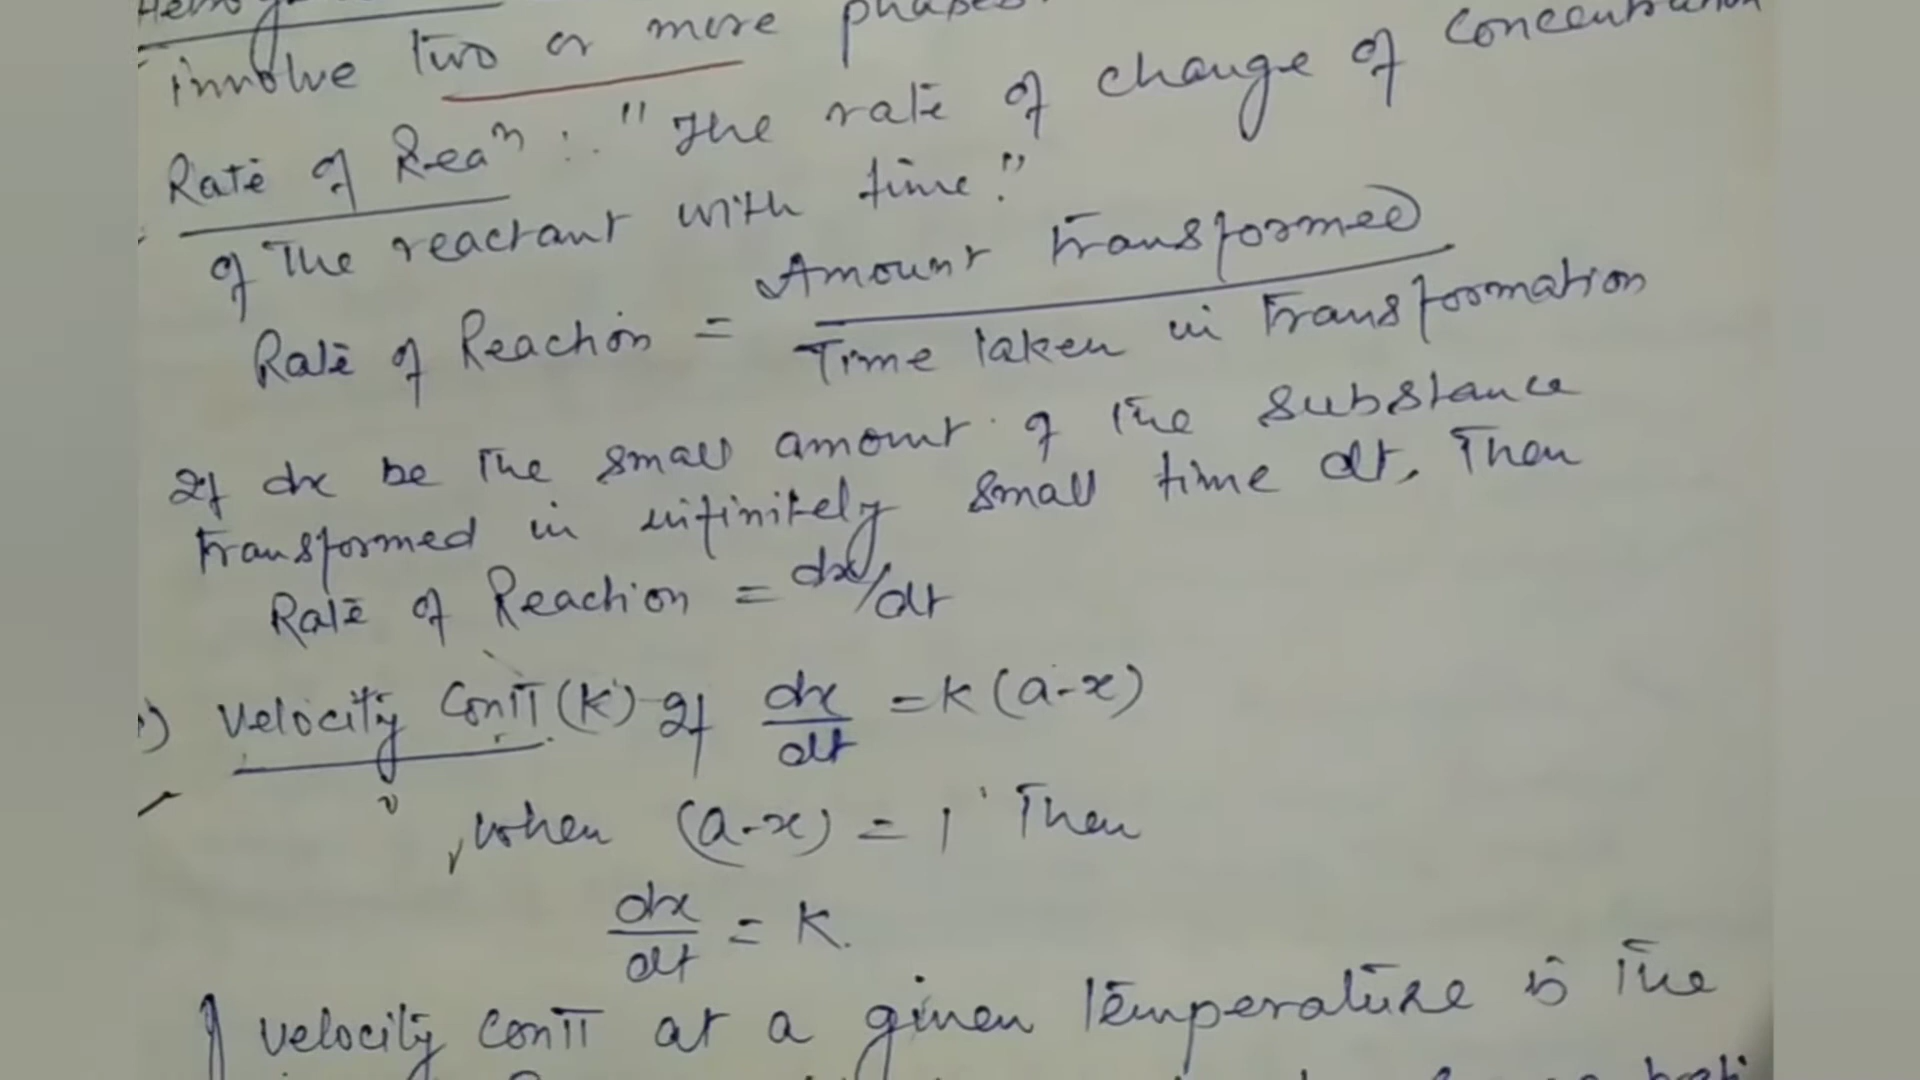 involve two or more phases.
Rate of Reaⁿ :. "The rate of change of Concentration
of the reactant with time."
Rate of Reaction = Amount transformed / Time taken in transformation
If dx be the small amount of the substance
transformed in infinitely small time dt, Then
Rate of Reaction = dx/dt
) velocity Constt (K) If dx/dt = K (a-x)
when (a-x) = 1 Then
dx/dt = K.
velocity constt at a given temperature is the